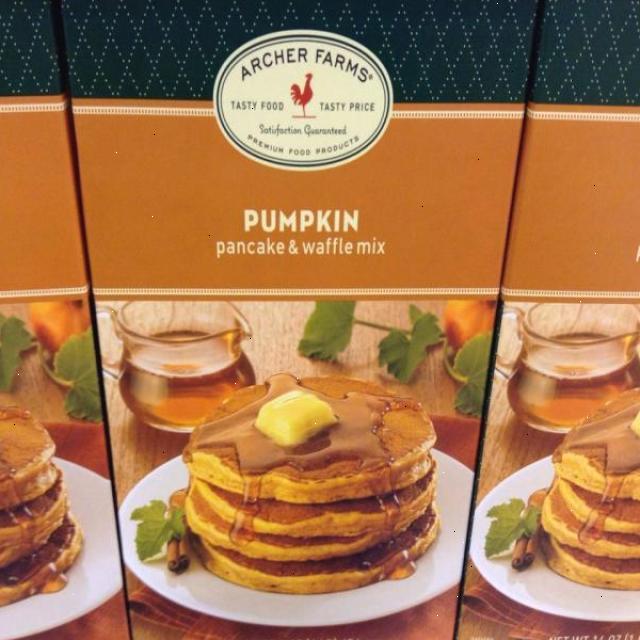 ARCHER FARMS®
TASTY FOOD TASTY PRICE
Satisfaction Guaranteed
PREMIUM FOOD PRODUCTS
PUMPKIN
pancake & waffle mix